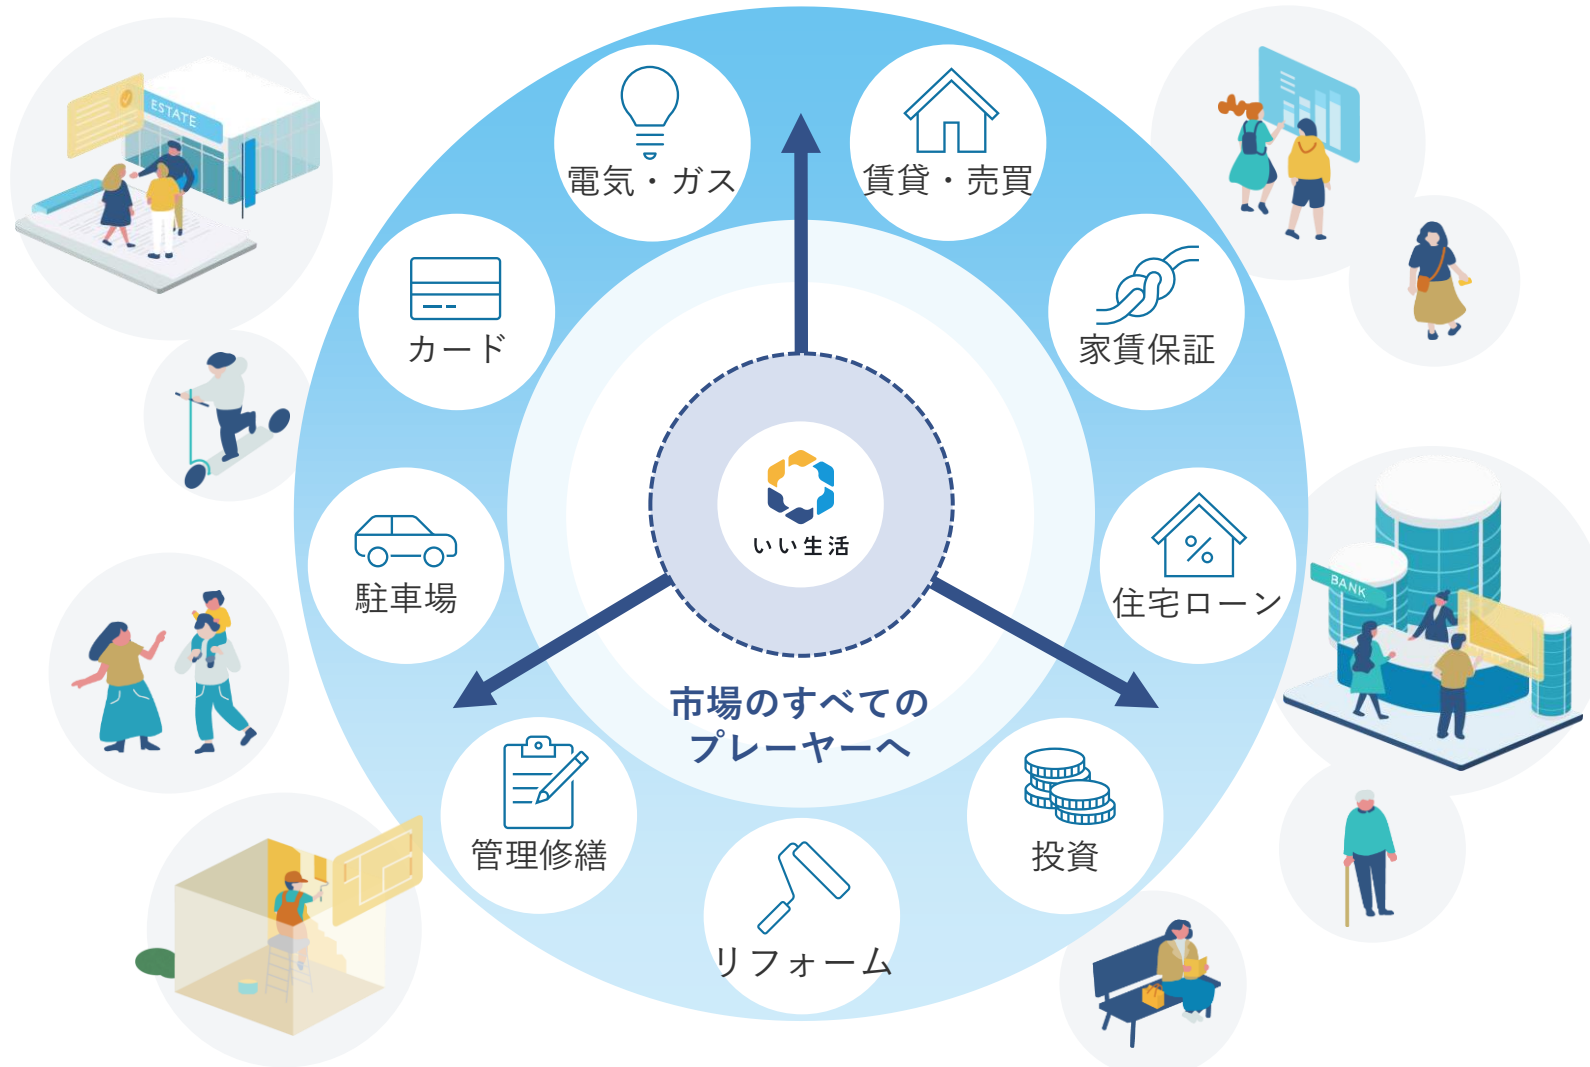 ESTATE
電気・ガス
賃貸・売買
カード
家賃保証
いい生活
駐車場
住宅ローン
BANK
市場のすべての
プレーヤーへ
管理修繕
投資
リフォーム